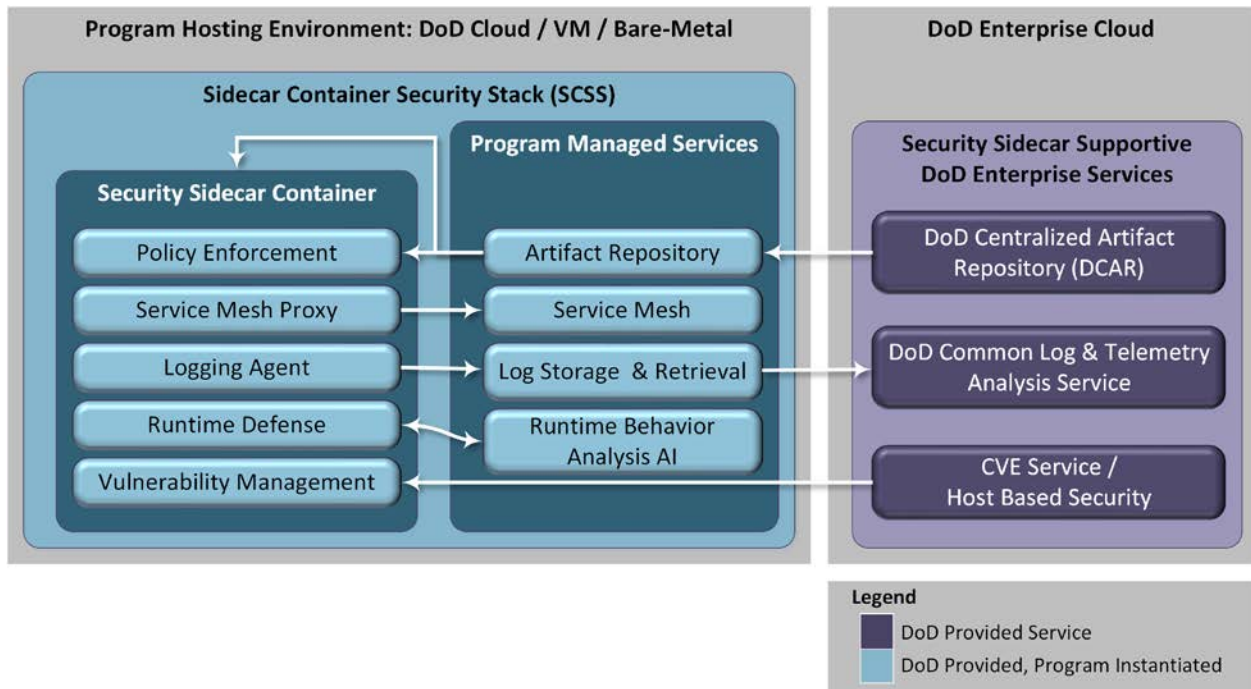 Program Hosting Environment: DoD Cloud / VM / Bare-Metal
Sidecar Container Security Stack (SCSS)
Security Sidecar Container
Policy Enforcement
Service Mesh Proxy
Logging Agent
Runtime Defense
Vulnerability Management
Program Managed Services
Artifact Repository
Service Mesh
Log Storage & Retrieval
Runtime Behavior
Analysis AI
DoD Enterprise Cloud
Security Sidecar Supportive
DoD Enterprise Services
DoD Centralized Artifact
Repository (DCAR)
DoD Common Log & Telemetry
Analysis Service
CVE Service /
Host Based Security
Legend
DoD Provided Service
DoD Provided, Program Instantiated